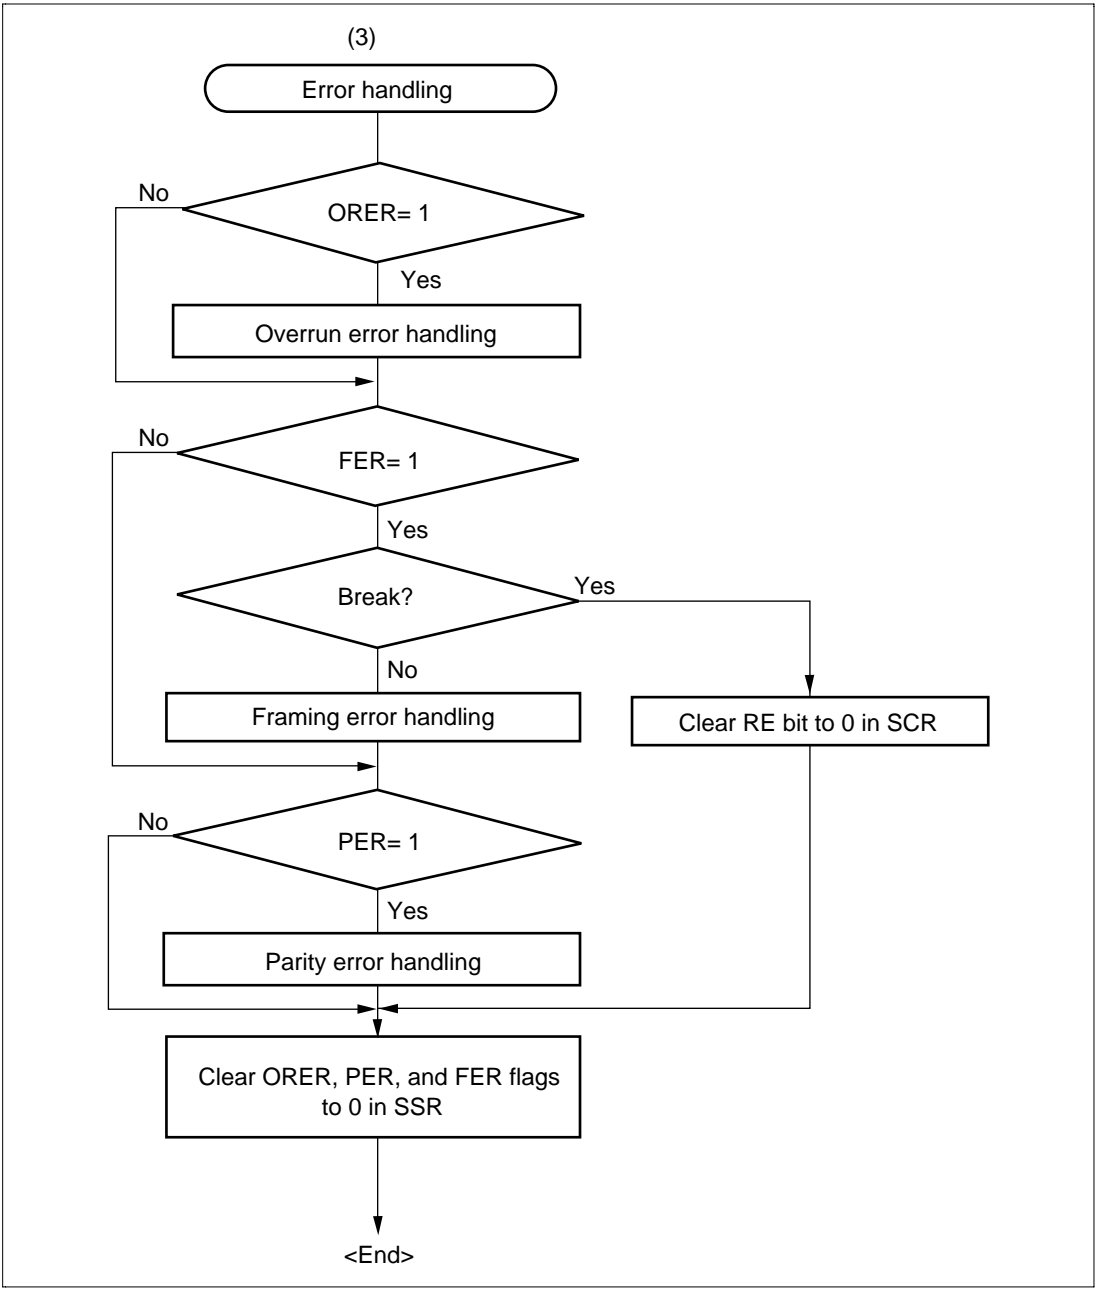 (3)
Error handling
No
ORER= 1
Yes
Overrun error handling
No
FER= 1
Yes
Break?
Yes
No
Framing error handling
Clear RE bit to 0 in SCR
No
PER= 1
Yes
Parity error handling
Clear ORER, PER, and FER flags
to 0 in SSR
<End>